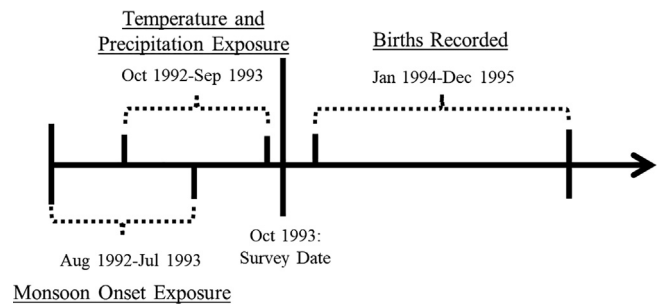 Temperature and
Precipitation Exposure
Oct 1992-Sep 1993
Births Recorded
Jan 1994-Dec 1995
Oct 1993:
Survey Date
Aug 1992-Jul 1993
Monsoon Onset Exposure